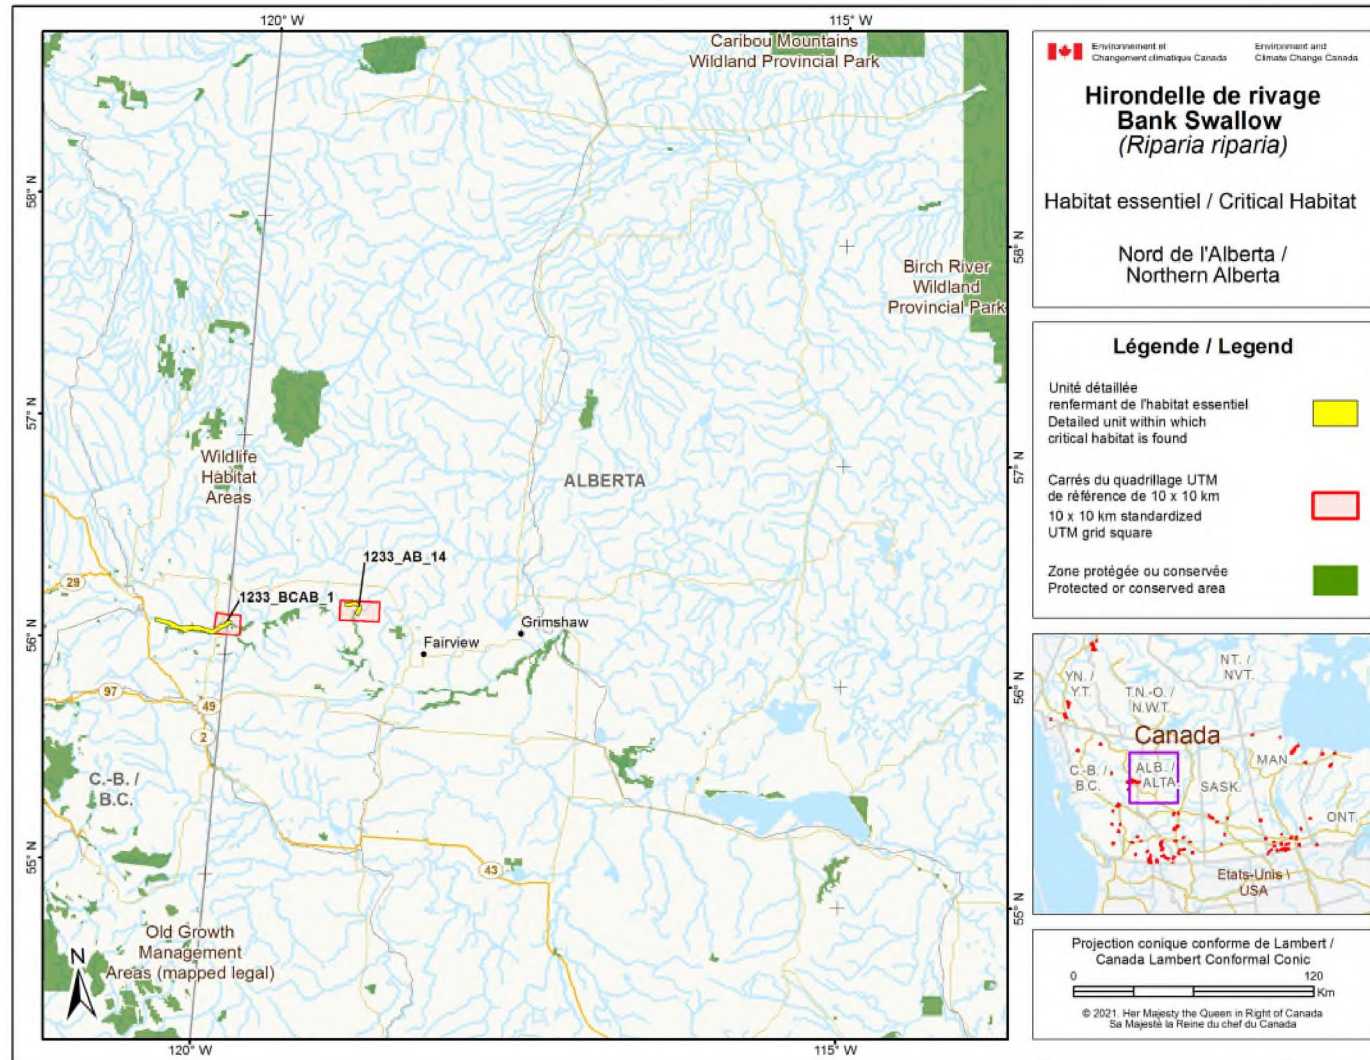 120° W
115° W
Caribou Mountains
Wildland Provincial Park
58° N
58° N
Birch River
Wildland
Provincial Park
57° N
57° N
Wildlife
Habitat
Areas
ALBERTA
1233_AB_14
29
1233_BCAB_1
56° N
Grimshaw
Fairview
56° N
97
49
2
C.-B. /
B.C.
55° N
43
55° N
Old Growth
Management
Areas (mapped legal)
N
120° W
115° W
Environnement et
Changement climatique Canada
Environment and
Climate Change Canada
Hirondelle de rivage
Bank Swallow
(Riparia riparia)
Habitat essentiel / Critical Habitat
Nord de l'Alberta /
Northern Alberta
Légende / Legend
Unité détaillée
renfermant de l'habitat essentiel
Detailed unit within which
critical habitat is found
Carrés du quadrillage UTM
de référence de 10 x 10 km
10 x 10 km standardized
UTM grid square
Zone protégée ou conservée
Protected or conserved area
YN. /
Y.T.
T.N.-O. /
N.W.T.
NT. /
NVT.
Canada
C.-B. /
B.C.
ALB. /
ALTA.
SASK.
MAN.
ONT.
Etats-Unis \
USA
Projection conique conforme de Lambert /
Canada Lambert Conformal Conic
0
120
Km
© 2021. Her Majesty the Queen in Right of Canada
Sa Majesté la Reine du chef du Canada